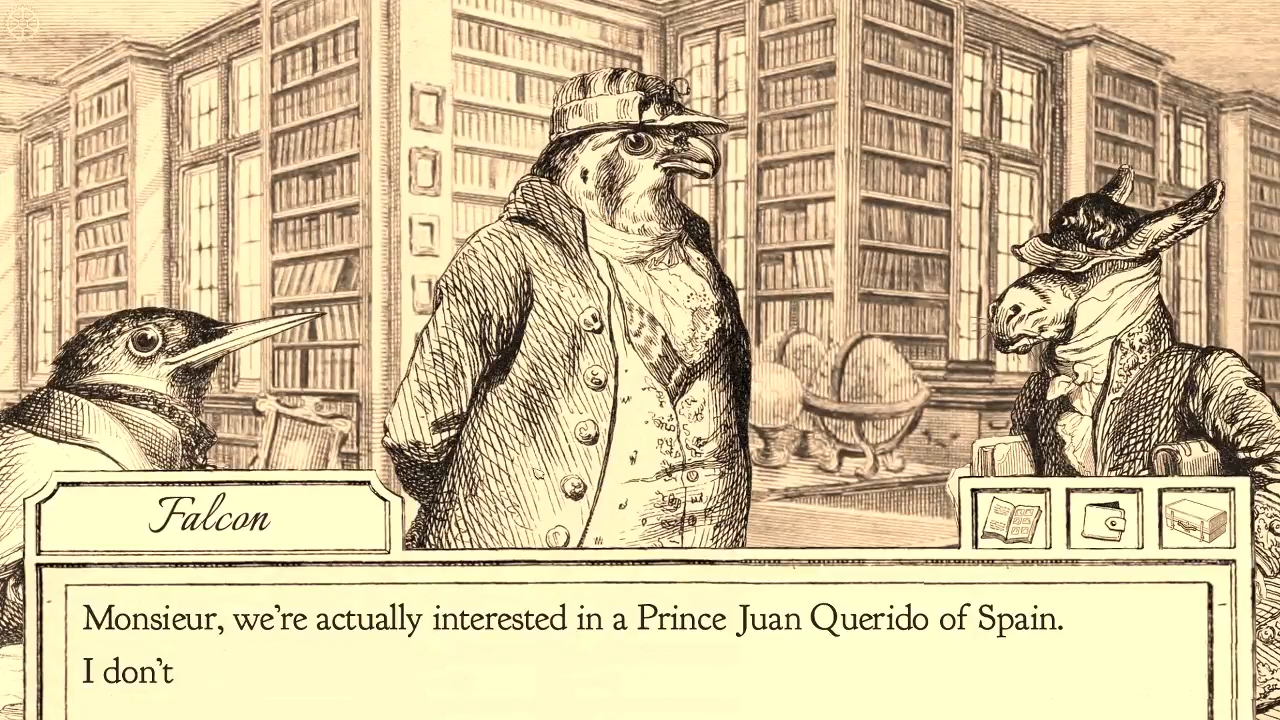 Falcon
Monsieur, we're actually interested in a Prince Juan Querido of Spain.
I don't